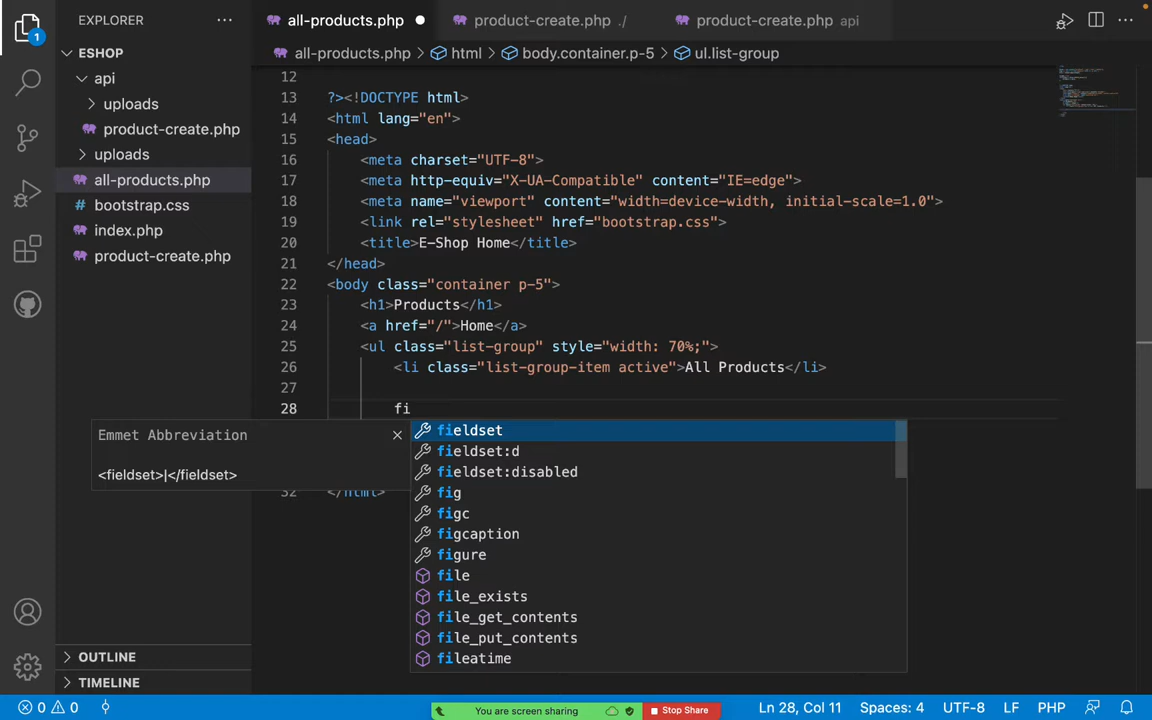 EXPLORER
all-products.php
product-create.php ./
product-create.php api
1
ESHOP
all-products.php > html > body.container.p-5 > ul.list-group
api
uploads
product-create.php
uploads
all-products.php
bootstrap.css
index.php
product-create.php
12
13 ?><!DOCTYPE html>
14 <html lang="en">
15 <head>
16 <meta charset="UTF-8">
17 <meta http-equiv="X-UA-Compatible" content="IE=edge">
18 <meta name="viewport" content="width=device-width, initial-scale=1.0">
19 <link rel="stylesheet" href="bootstrap.css">
20 <title>E-Shop Home</title>
21 </head>
22 <body class="container p-5">
23 <h1>Products</h1>
24 <a href="/">Home</a>
25 <ul class="list-group" style="width: 70%;">
26 <li class="list-group-item active">All Products</li>
27
28 fi
Emmet Abbreviation
<fieldset>|</fieldset>
32 </html>
fieldset
fieldset:d
fieldset:disabled
fig
figc
figcaption
figure
file
file_exists
file_get_contents
file_put_contents
fileatime
OUTLINE
TIMELINE
0 0
You are screen sharing
Stop Share
Ln 28, Col 11
Spaces: 4
UTF-8
LF
PHP